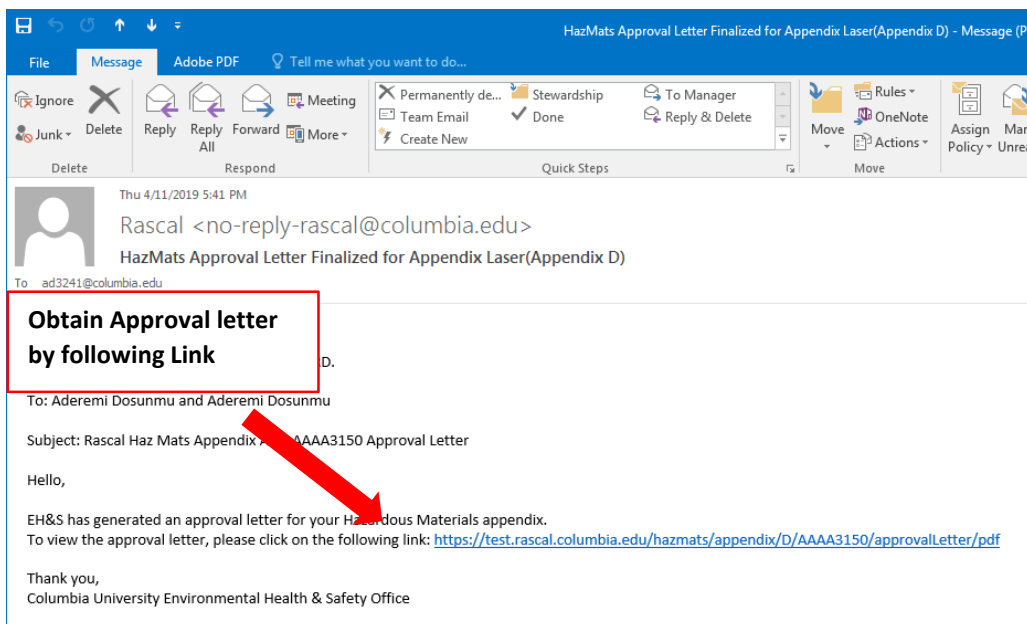 HazMats Approval Letter Finalized for Appendix Laser(Appendix D) - Message (P
File Message Adobe PDF Tell me what you want to do...
Ignore
Junk
Delete
Reply
Reply All
Forward
Meeting
More
Permanently de...
Team Email
Create New
Stewardship
Done
To Manager
Reply & Delete
Move
Rules
OneNote
Actions
Assign Policy
Mar
Unrea
Delete Respond Quick Steps Move
Thu 4/11/2019 5:41 PM
Rascal <no-reply-rascal@columbia.edu>
HazMats Approval Letter Finalized for Appendix Laser(Appendix D)
To ad3241@columbia.edu
Obtain Approval letter
by following Link
D.
To: Aderemi Dosunmu and Aderemi Dosunmu
Subject: Rascal Haz Mats Appendix AAAA3150 Approval Letter
Hello,
EH&S has generated an approval letter for your Hazardous Materials appendix.
To view the approval letter, please click on the following link: https://test.rascal.columbia.edu/hazmats/appendix/D/AAAA3150/approvalLetter/pdf
Thank you,
Columbia University Environmental Health & Safety Office